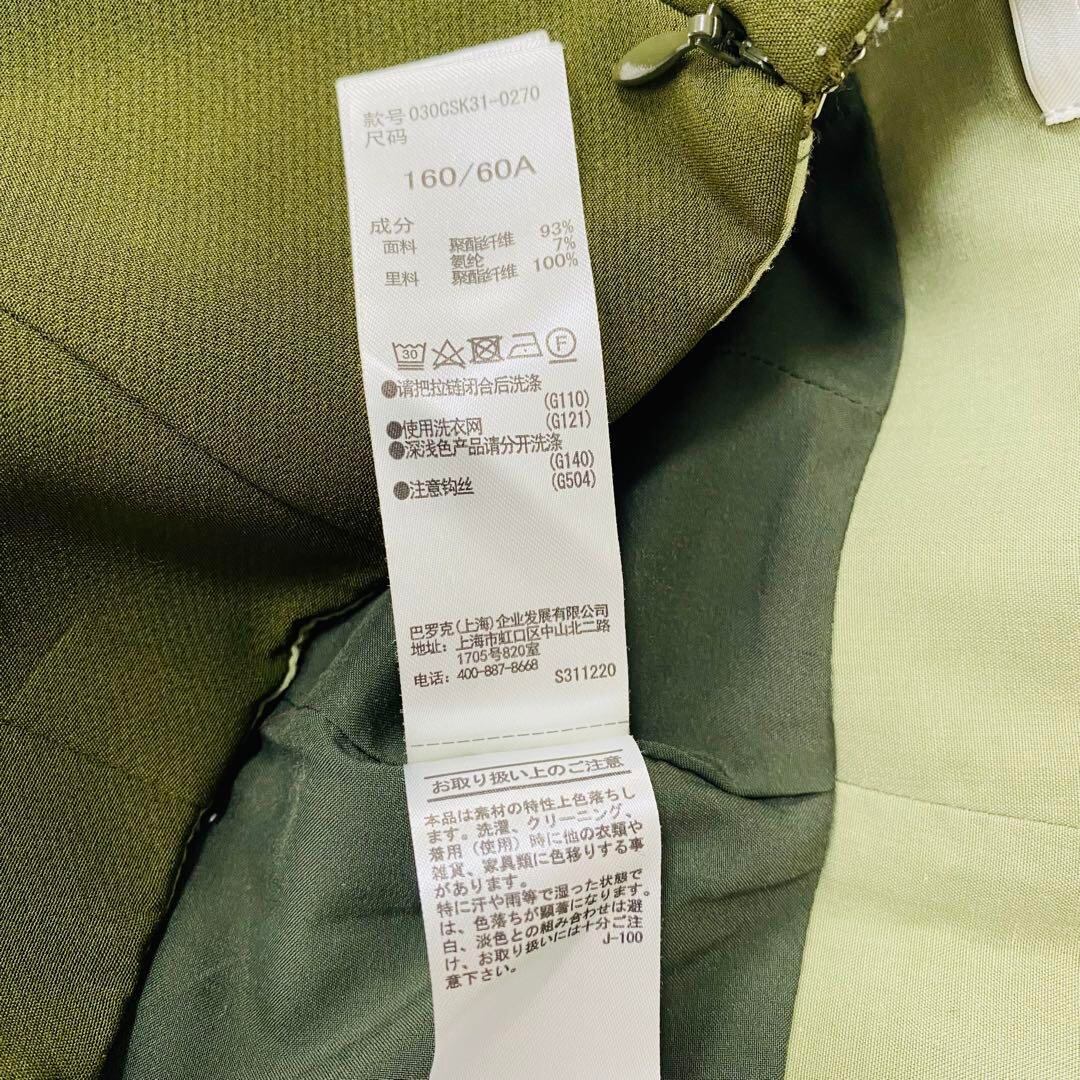 款号 030CSK31-0270
尺码
160/60A
成分
面料 聚酯纤维 93%
氨纶 7%
里料 聚酯纤维 100%
30 F
●请把拉链闭合后洗涤
(G110)
●使用洗衣网 (G121)
●深浅色产品请分开洗涤
(G140)
●注意钩丝 (G504)
巴罗克(上海)企业发展有限公司
地址: 上海市虹口区中山北二路
1705号820室
电话: 400-887-8668 S311220
お取り扱い上のご注意
本品は素材の特性上色落ちし
ます。洗濯、クリーニング、
着用（使用）時に他の衣類や
雑貨、家具類に色移りする事
があります。
特に汗や雨等で湿った状態で
は、色落ちが顕著になります。
白、淡色との組み合わせは避
け、お取り扱いには十分ご注
意下さい。 J-100